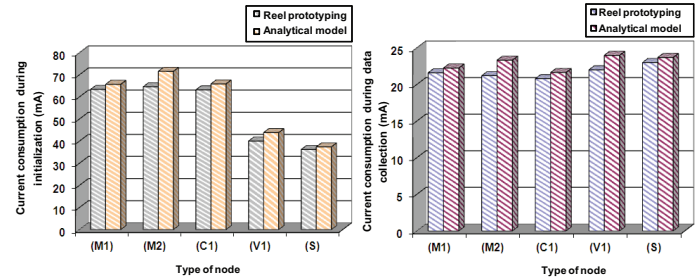 Reel prototyping
Analytical model
Current consumption during
initialization (mA)
80
70
60
50
40
30
20
10
0
(M1) (M2) (C1) (V1) (S)
Type of node
Reel prototyping
Analytical model
Current consumption during data
collection (mA)
25
20
15
10
5
0
(M1) (M2) (C1) (V1) (S)
Type of node